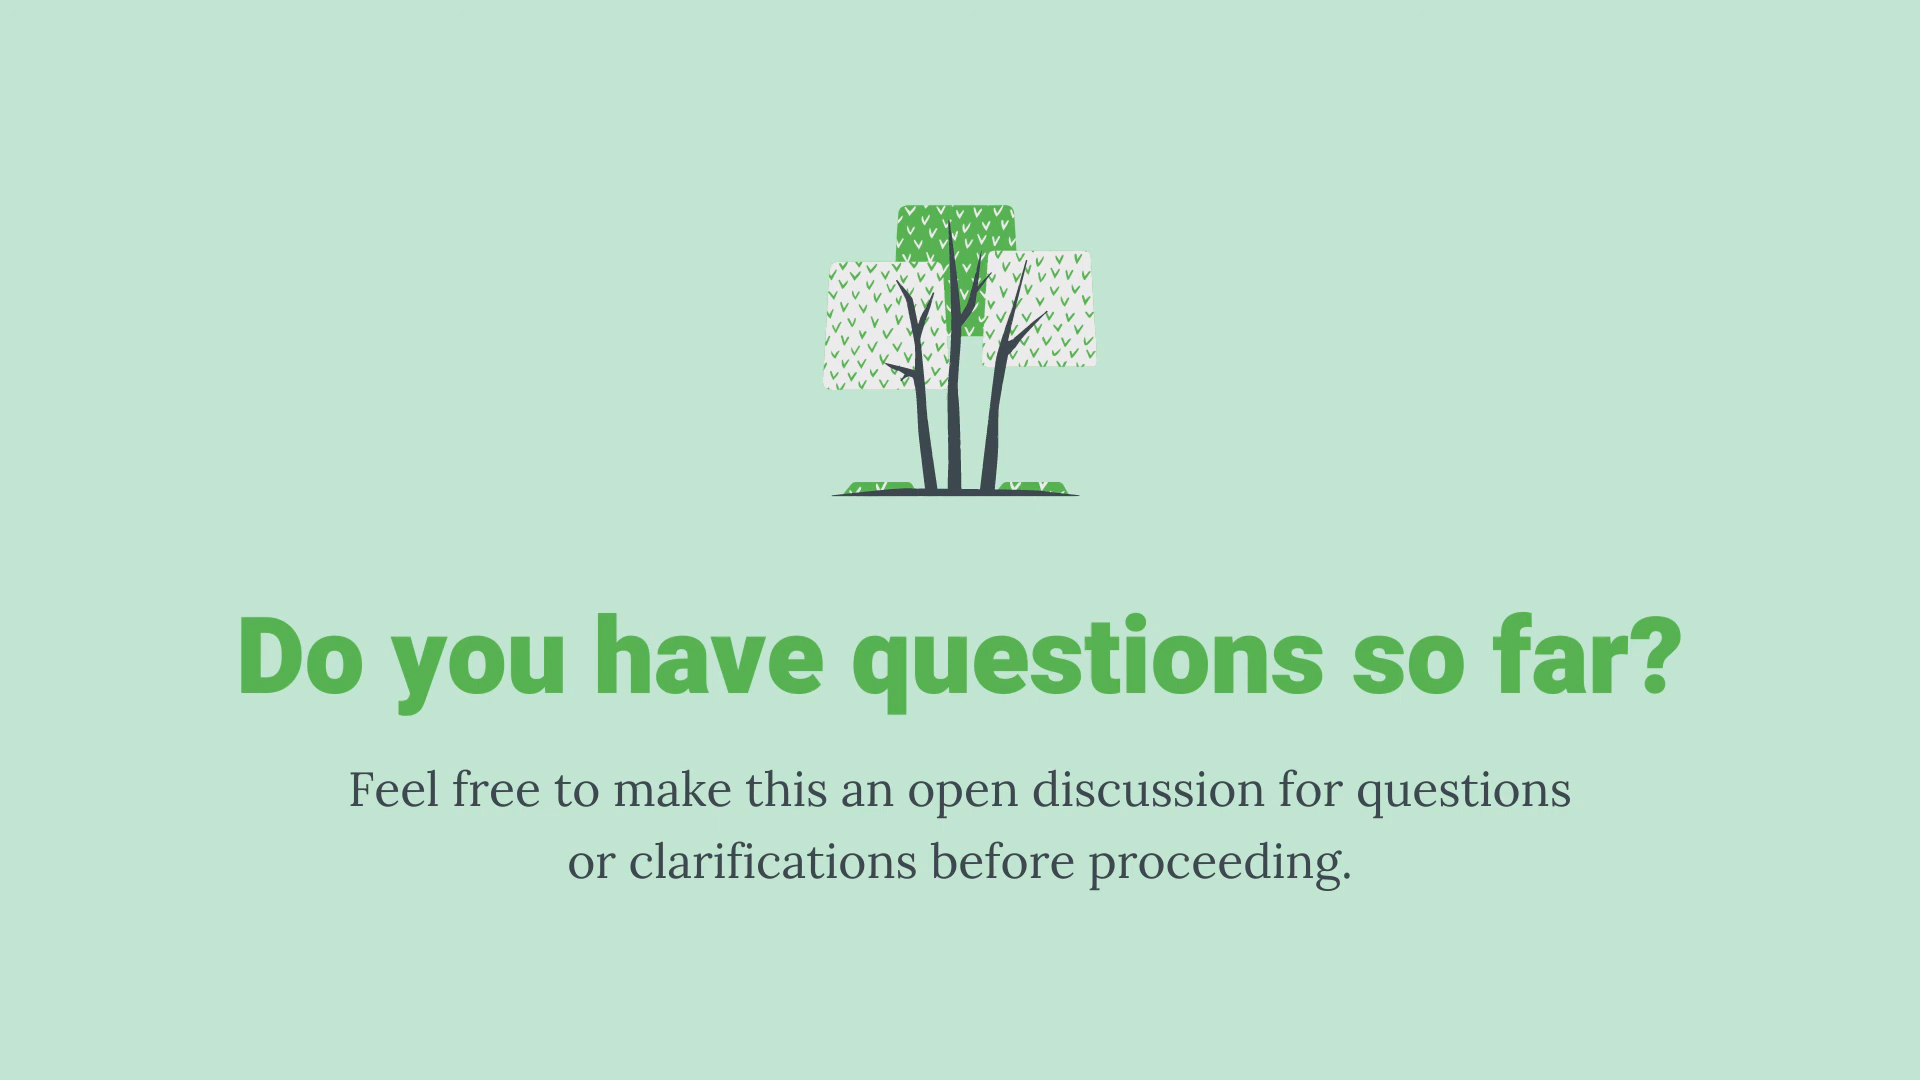 Do you have questions so far?
Feel free to make this an open discussion for questions
or clarifications before proceeding.